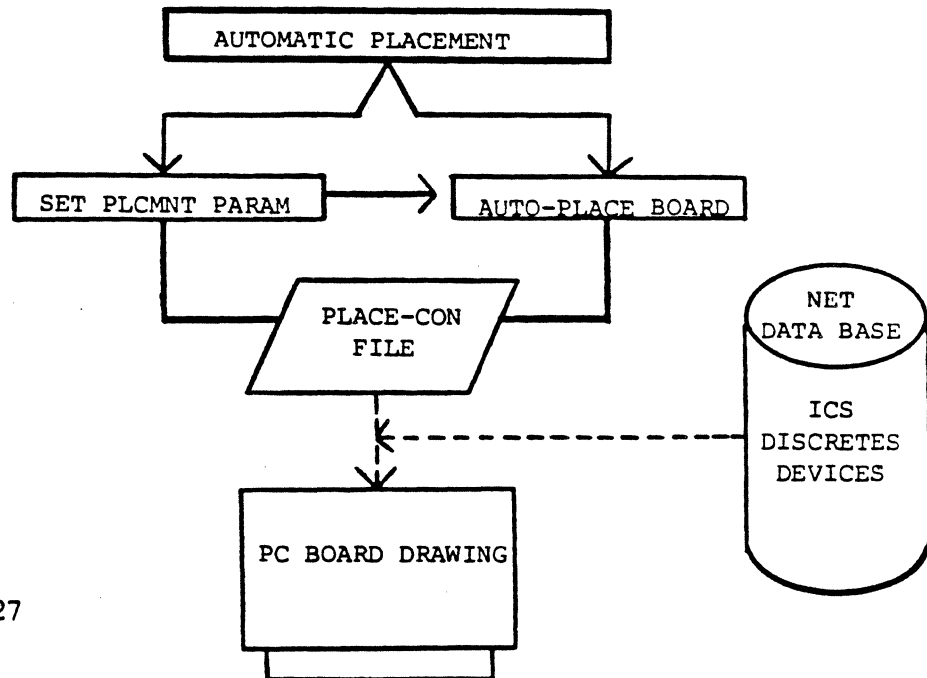 AUTOMATIC PLACEMENT
SET PLCMNT PARAM
AUTO-PLACE BOARD
PLACE-CON
FILE
NET
DATA BASE
ICS
DISCRETES
DEVICES
PC BOARD DRAWING
27